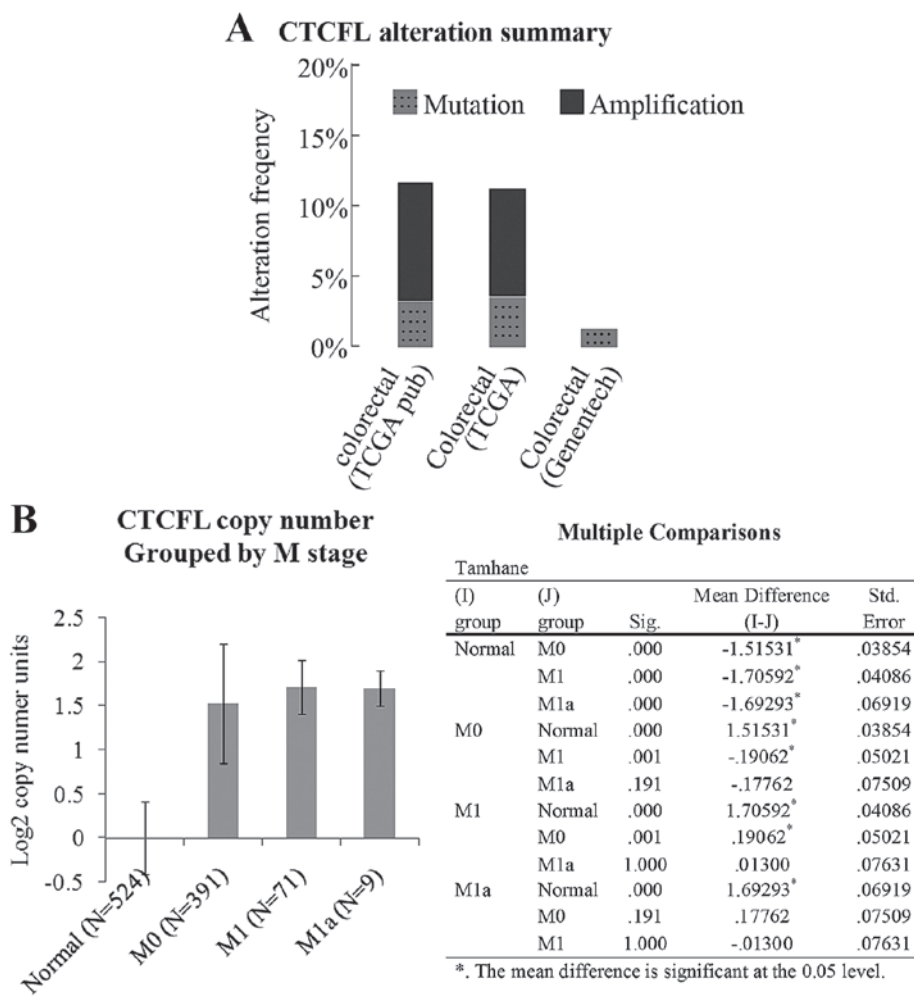 A CTCFL alteration summary
20%
15%
10%
5%
0%
Alteration freqency
Mutation Amplification
colorectal
(TCGA pub)
Colorectal
(TCGA)
Colorectal
(Genentech)
B CTCFL copy number
Grouped by M stage
2.5
2
1.5
1
0.5
0
-0.5
Log2 copy numer units
Normal (N=524)
M0 (N=391)
M1 (N=71)
M1a (N=9)
Multiple Comparisons
Tamhane
(I) (J) Mean Difference Std.
group group Sig. (I-J) Error
Normal M0 .000 -1.51531* .03854
M1 .000 -1.70592* .04086
M1a .000 -1.69293* .06919
M0 Normal .000 1.51531* .03854
M1 .001 -.19062* .05021
M1a .191 -.17762 .07509
M1 Normal .000 1.70592* .04086
M0 .001 .19062* .05021
M1a 1.000 .01300 .07631
M1a Normal .000 1.69293* .06919
M0 .191 .17762 .07509
M1 1.000 -.01300 .07631
*. The mean difference is significant at the 0.05 level.